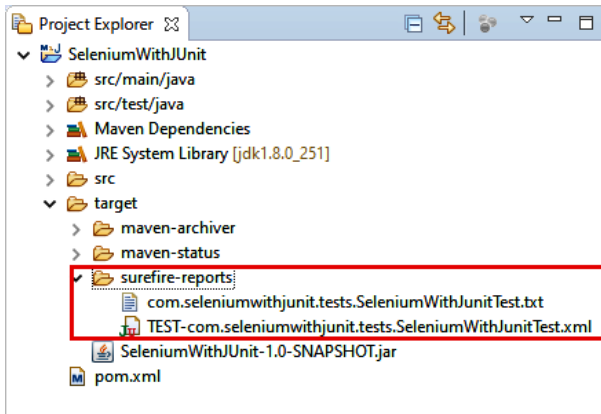 Project Explorer
SeleniumWithJUnit
src/main/java
src/test/java
Maven Dependencies
JRE System Library [jdk1.8.0_251]
src
target
maven-archiver
maven-status
surefire-reports
com.seleniumwithjunit.tests.SeleniumWithJunitTest.txt
TEST-com.seleniumwithjunit.tests.SeleniumWithJunitTest.xml
SeleniumWithJUnit-1.0-SNAPSHOT.jar
pom.xml